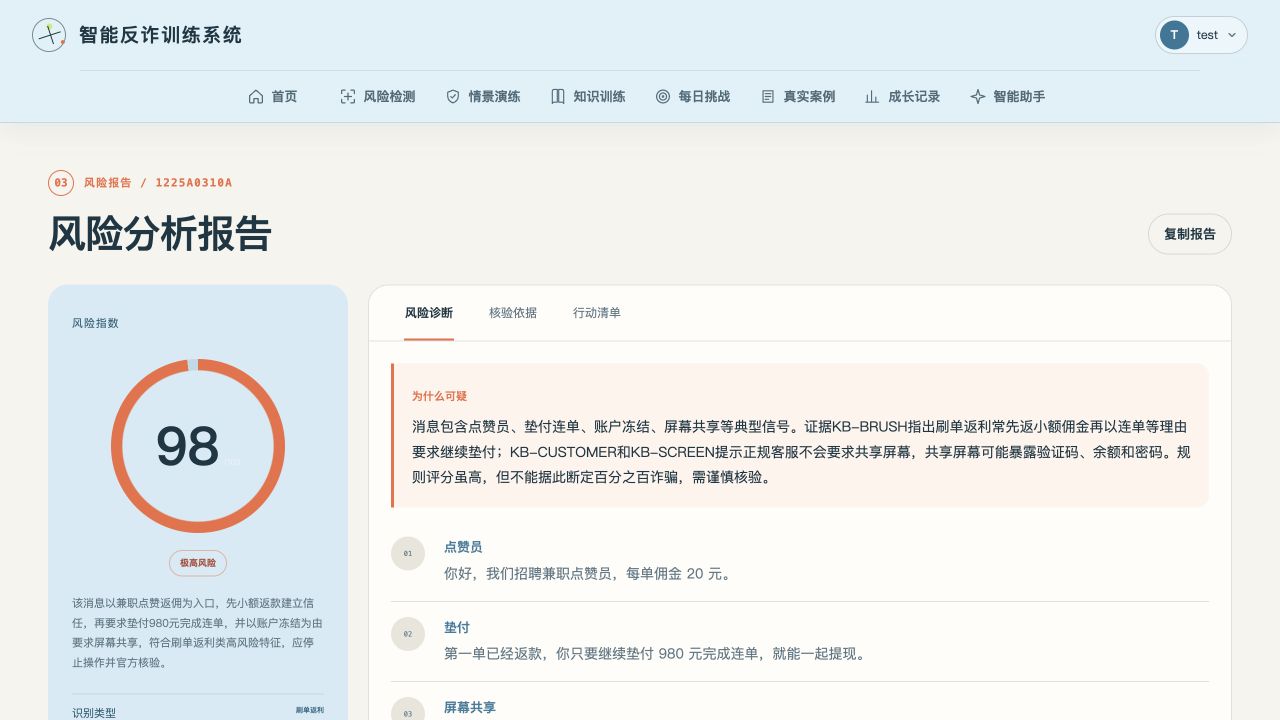 智能反诈训练系统
T test
首页 风险检测 情景演练 知识训练 每日挑战 真实案例 成长记录 智能助手
03 风险报告 / 1225A0310A
风险分析报告
复制报告
风险指数
98
极高风险
该消息以兼职点赞返佣为入口，先小额返款建立信
任，再要求垫付980元完成连单，并以账户冻结为由
要求屏幕共享，符合刷单返利类高风险特征，应停
止操作并官方核验。
识别类型 刷单返利
风险诊断 核验依据 行动清单
为什么可疑
消息包含点赞员、垫付连单、账户冻结、屏幕共享等典型信号。证据KB-BRUSH指出刷单返利常先返小额佣金再以连单等理由
要求继续垫付；KB-CUSTOMER和KB-SCREEN提示正规客服不会要求共享屏幕，共享屏幕可能暴露验证码、余额和密码。规
则评分虽高，但不能据此断定百分之百诈骗，需谨慎核验。
01 点赞员
你好，我们招聘兼职点赞员，每单佣金 20 元。
02 垫付
第一单已经返款，你只要继续垫付 980 元完成连单，就能一起提现。
03 屏幕共享